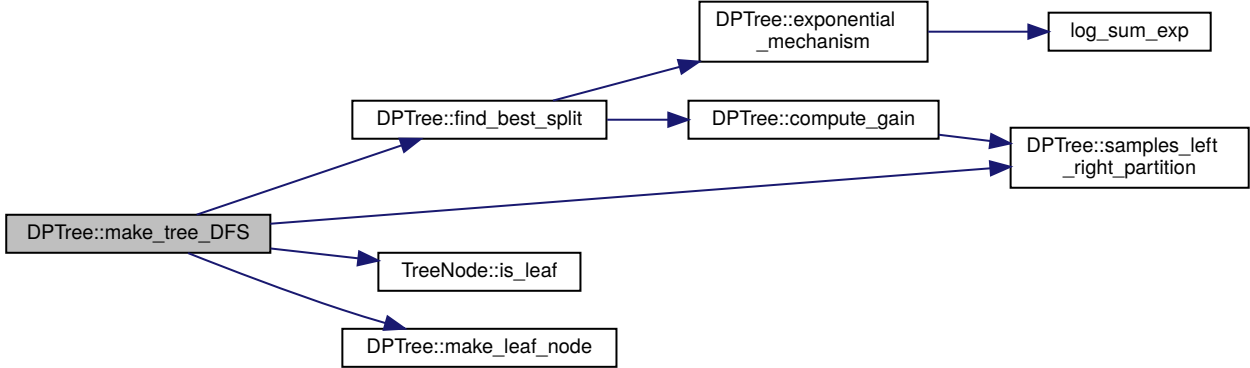 DPTree::exponential
_mechanism
log_sum_exp
DPTree::find_best_split
DPTree::compute_gain
DPTree::samples_left
_right_partition
DPTree::make_tree_DFS
TreeNode::is_leaf
DPTree::make_leaf_node